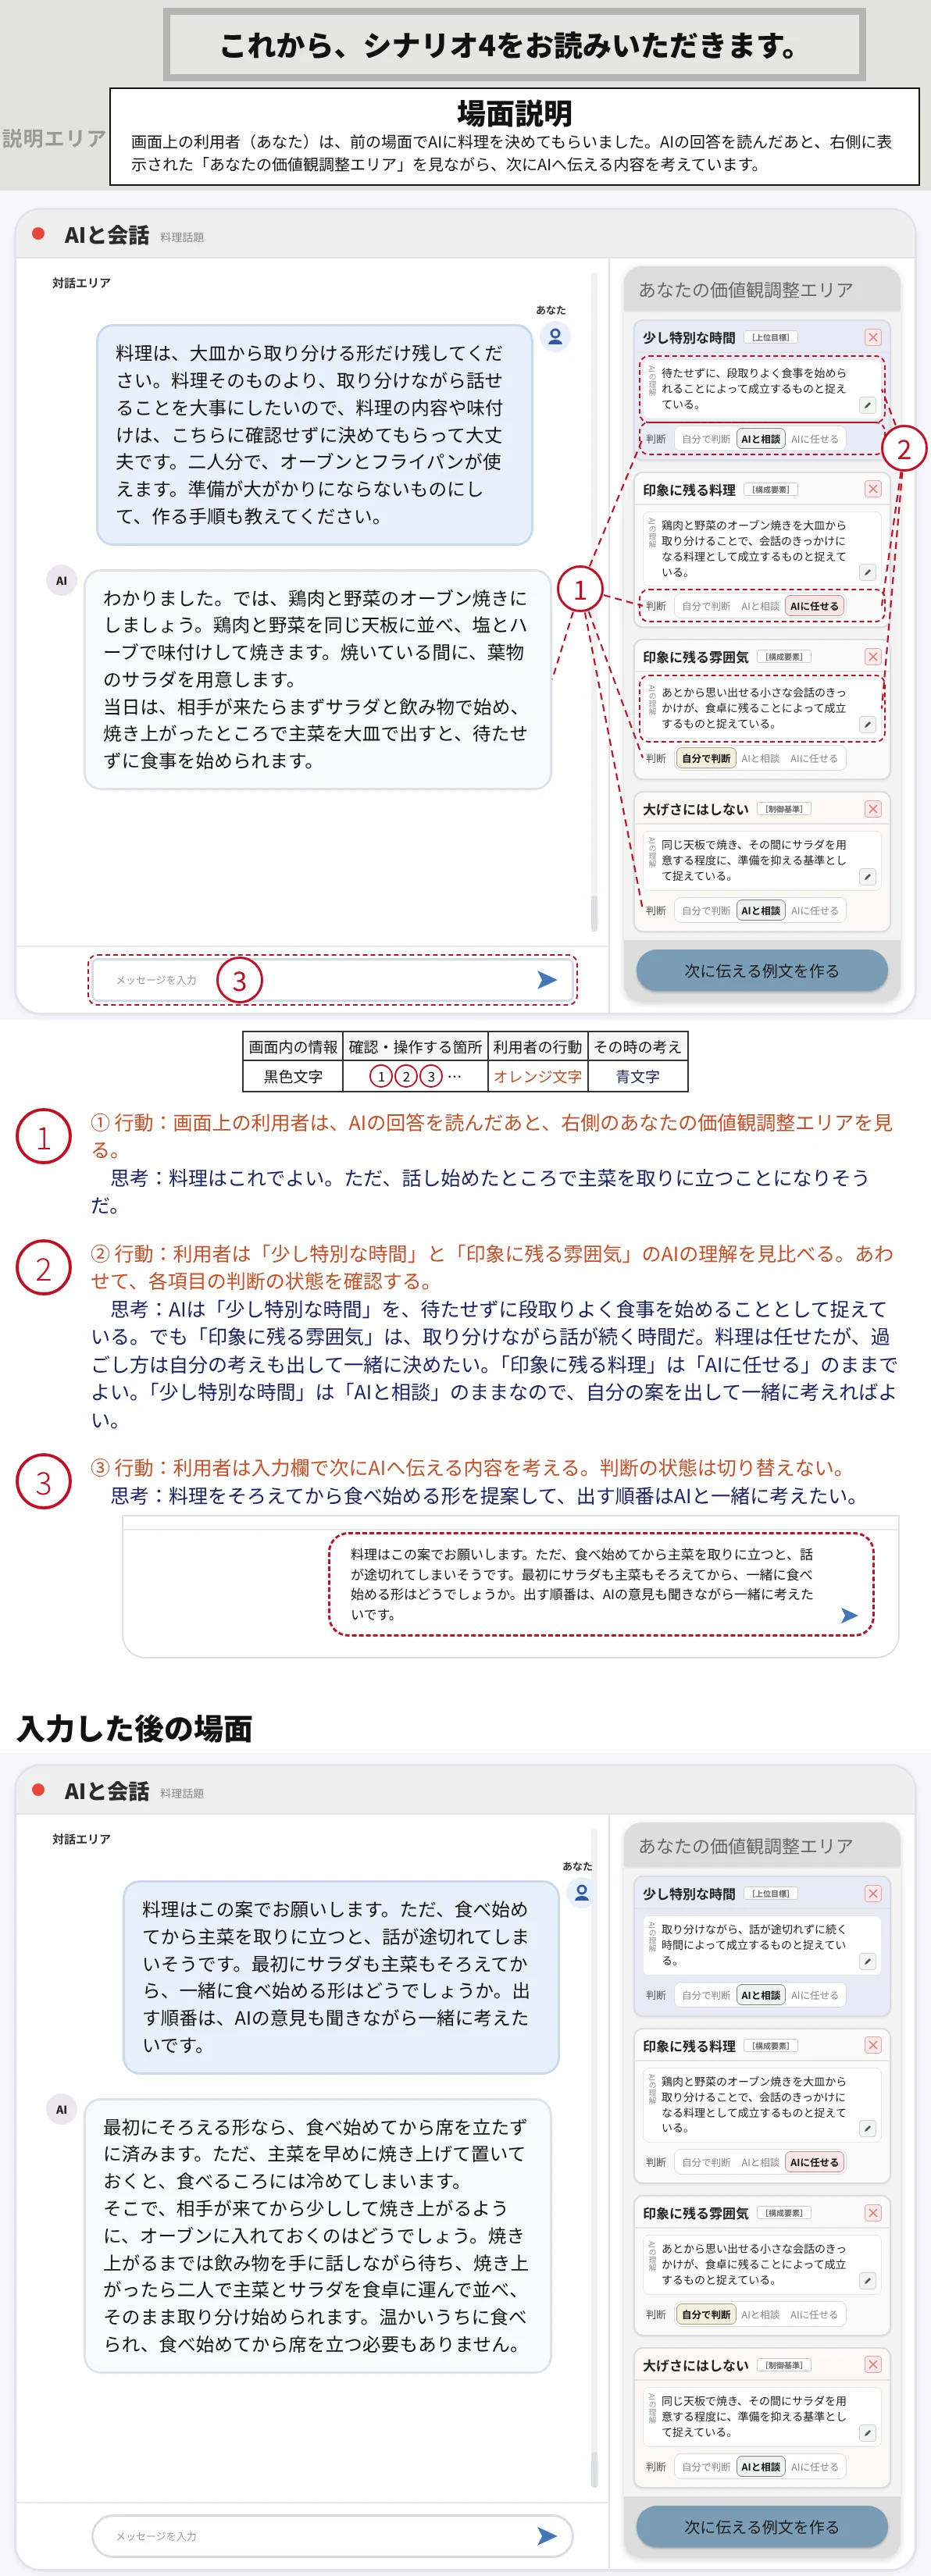 これから、シナリオ4をお読みいただきます。
説明エリア
場面説明
画面上の利用者（あなた）は、前の場面でAIに料理を決めてもらいました。AIの回答を読んだあと、右側に表
示された「あなたの価値観調整エリア」を見ながら、次にAIへ伝える内容を考えています。
AIと会話 料理話題
対話エリア
あなた
料理は、大皿から取り分ける形だけ残してくだ
さい。料理そのものより、取り分けながら話せ
ることを大事にしたいので、料理の内容や味付
けは、こちらに確認せずに決めてもらって大丈
夫です。二人分で、オーブンとフライパンが使
えます。準備が大がかりにならないものにし
て、作る手順も教えてください。
AI
わかりました。では、鶏肉と野菜のオーブン焼きに
しましょう。鶏肉と野菜を同じ天板に並べ、塩とハ
ーブで味付けして焼きます。焼いている間に、葉物
のサラダを用意します。
当日は、相手が来たらまずサラダと飲み物で始め、
焼き上がったところで主菜を大皿で出すと、待たせ
ずに食事を始められます。
1
メッセージを入力
3
あなたの価値観調整エリア
少し特別な時間 [上位目標]
AIの理解
待たせずに、段取りよく食事を始めら
れることによって成立するものと捉え
ている。
判断 自分で判断 AIと相談 AIに任せる
2
印象に残る料理 [構成要素]
AIの理解
鶏肉と野菜のオーブン焼きを大皿から
取り分けることで、会話のきっかけに
なる料理として成立するものと捉えて
いる。
判断 自分で判断 AIと相談 AIに任せる
印象に残る雰囲気 [構成要素]
AIの理解
あとから思い出せる小さな会話のきっ
かけが、食卓に残ることによって成立
するものと捉えている。
判断 自分で判断 AIと相談 AIに任せる
大げさにはしない [制御基準]
AIの理解
同じ天板で焼き、その間にサラダを用
意する程度に、準備を抑える基準とし
て捉えている。
判断 自分で判断 AIと相談 AIに任せる
次に伝える例文を作る
画面内の情報 確認・操作する箇所 利用者の行動 その時の考え
黒色文字 1 2 3 … オレンジ文字 青文字
1
① 行動：画面上の利用者は、AIの回答を読んだあと、右側のあなたの価値観調整エリアを見
る。
思考：料理はこれでよい。ただ、話し始めたところで主菜を取りに立つことになりそう
だ。
2
② 行動：利用者は「少し特別な時間」と「印象に残る雰囲気」のAIの理解を見比べる。あわ
せて、各項目の判断の状態を確認する。
思考：AIは「少し特別な時間」を、待たせずに段取りよく食事を始めることとして捉えて
いる。でも「印象に残る雰囲気」は、取り分けながら話が続く時間だ。料理は任せたが、過
ごし方は自分の考えも出して一緒に決めたい。「印象に残る料理」は「AIに任せる」のままで
よい。「少し特別な時間」は「AIと相談」のままなので、自分の案を出して一緒に考えればよ
い。
3
③ 行動：利用者は入力欄で次にAIへ伝える内容を考える。判断の状態は切り替えない。
思考：料理をそろえてから食べ始める形を提案して、出す順番はAIと一緒に考えたい。
料理はこの案でお願いします。ただ、食べ始めてから主菜を取りに立つと、話
が途切れてしまいそうです。最初にサラダも主菜もそろえてから、一緒に食べ
始める形はどうでしょうか。出す順番は、AIの意見も聞きながら一緒に考えた
いです。
入力した後の場面
AIと会話 料理話題
対話エリア
あなた
料理はこの案でお願いします。ただ、食べ始め
てから主菜を取りに立つと、話が途切れてしま
いそうです。最初にサラダも主菜もそろえてか
ら、一緒に食べ始める形はどうでしょうか。出
す順番は、AIの意見も聞きながら一緒に考えた
いです。
AI
最初にそろえる形なら、食べ始めてから席を立たず
に済みます。ただ、主菜を早めに焼き上げて置いて
おくと、食べるころには冷めてしまいます。
そこで、相手が来てから少しして焼き上がるよう
に、オーブンに入れておくのはどうでしょう。焼き
上がるまでは飲み物を手に話しながら待ち、焼き上
がったら二人で主菜とサラダを食卓に運んで並べ、
そのまま取り分け始められます。温かいうちに食べ
られ、食べ始めてから席を立つ必要もありません。
メッセージを入力
あなたの価値観調整エリア
少し特別な時間 [上位目標]
AIの理解
取り分けながら、話が途切れずに続く
時間によって成立するものと捉えてい
る。
判断 自分で判断 AIと相談 AIに任せる
印象に残る料理 [構成要素]
AIの理解
鶏肉と野菜のオーブン焼きを大皿から
取り分けることで、会話のきっかけに
なる料理として成立するものと捉えて
いる。
判断 自分で判断 AIと相談 AIに任せる
印象に残る雰囲気 [構成要素]
AIの理解
あとから思い出せる小さな会話のきっ
かけが、食卓に残ることによって成立
するものと捉えている。
判断 自分で判断 AIと相談 AIに任せる
大げさにはしない [制御基準]
AIの理解
同じ天板で焼き、その間にサラダを用
意する程度に、準備を抑える基準とし
て捉えている。
判断 自分で判断 AIと相談 AIに任せる
次に伝える例文を作る